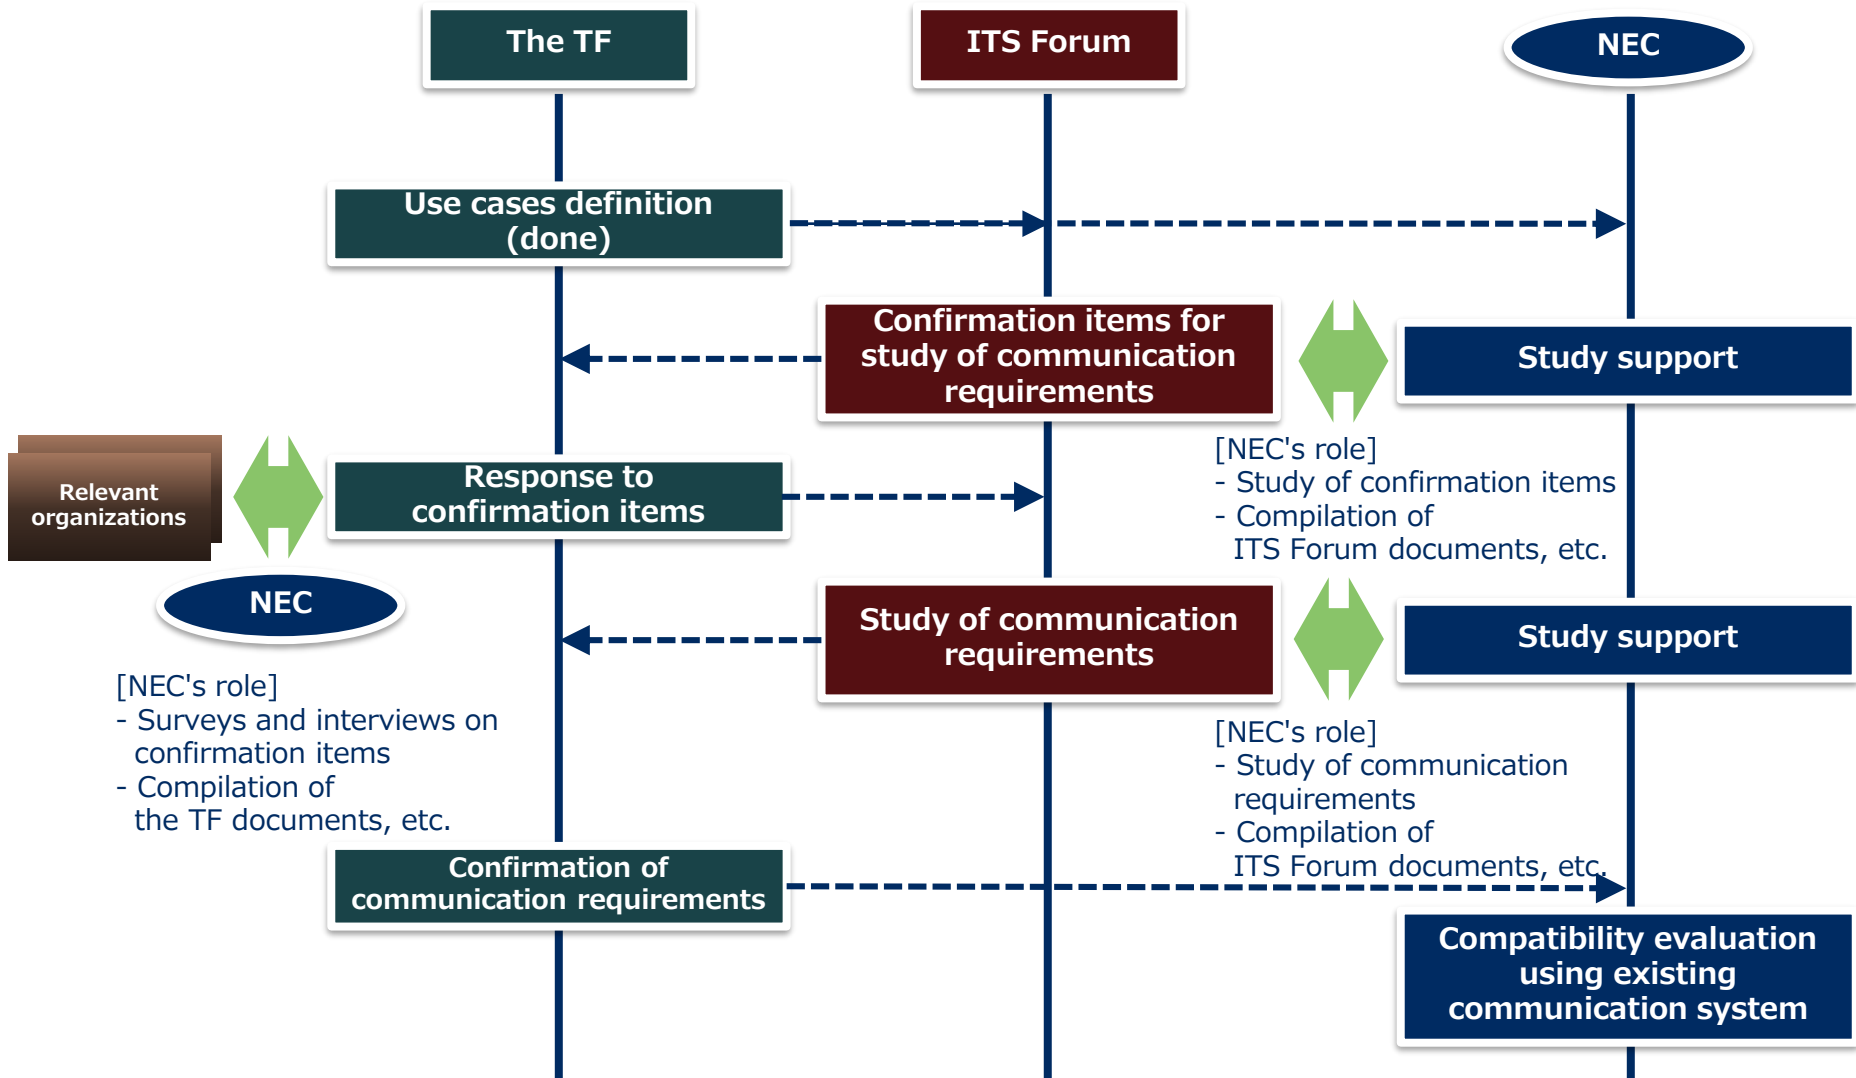 The TF
ITS Forum
NEC
Use cases definition
(done)
Confirmation items for
study of communication
requirements
Study support
[NEC's role]
- Study of confirmation items
- Compilation of
ITS Forum documents, etc.
Relevant
organizations
Response to
confirmation items
NEC
[NEC's role]
- Surveys and interviews on
confirmation items
- Compilation of
the TF documents, etc.
Study of communication
requirements
Study support
[NEC's role]
- Study of communication
requirements
- Compilation of
ITS Forum documents, etc.
Confirmation of
communication requirements
Compatibility evaluation
using existing
communication system